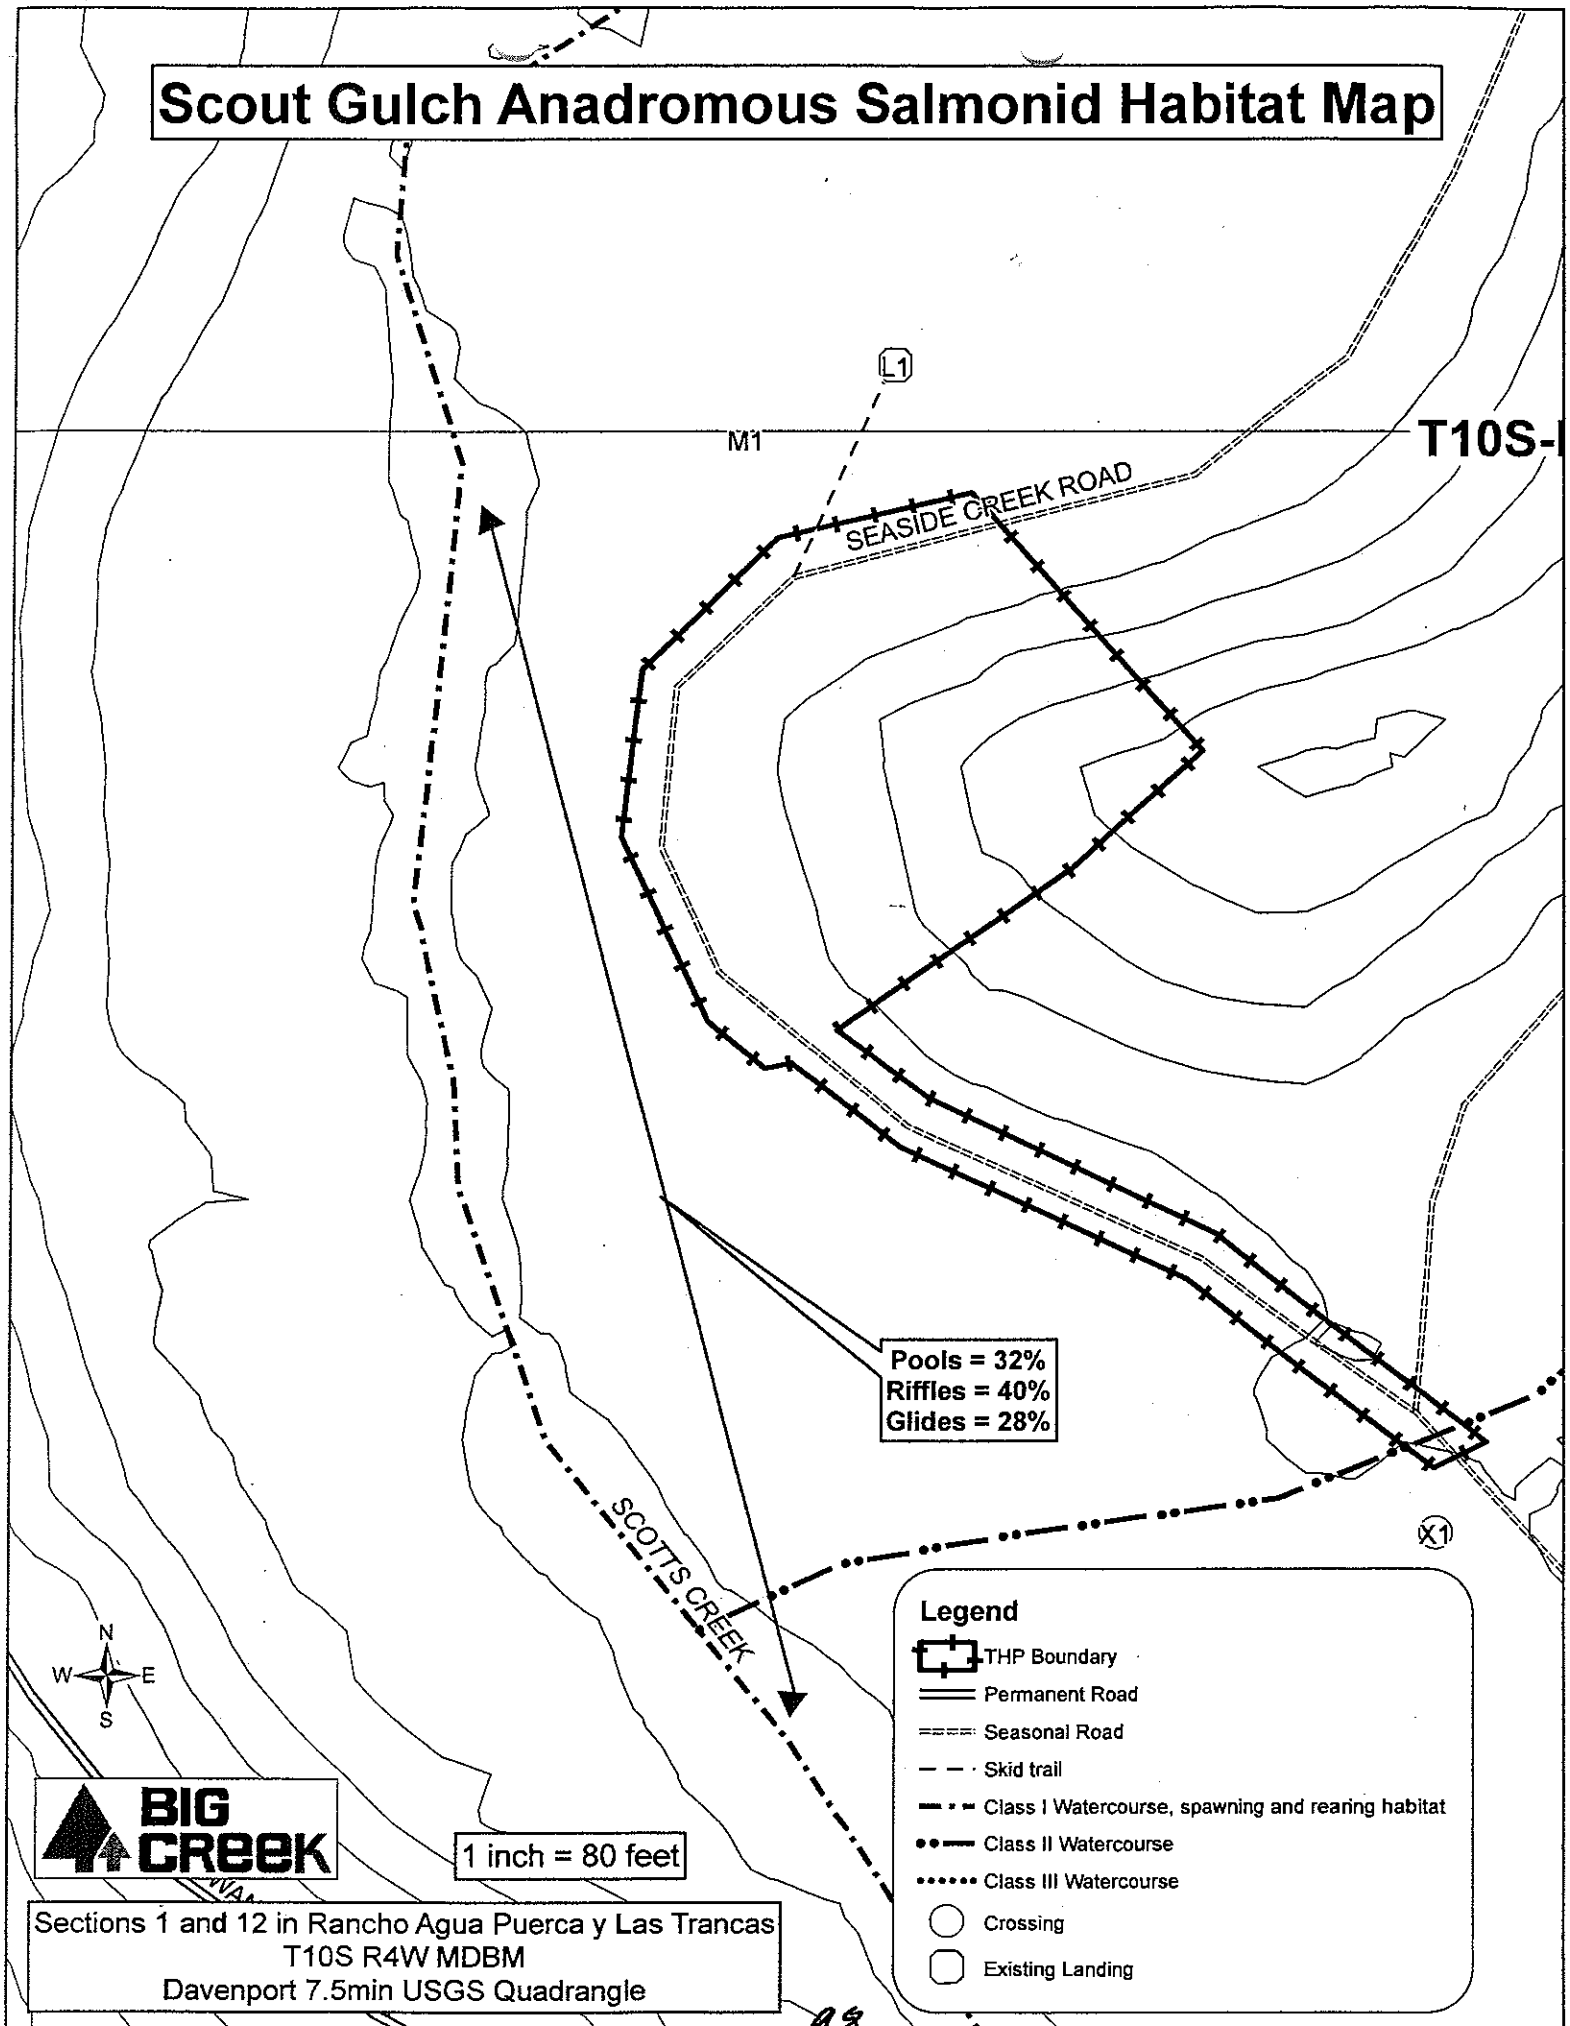 Scout Gulch Anadromous Salmonid Habitat Map
L1
M1
T10S-
SEASIDE CREEK ROAD
Pools = 32%
Riffles = 40%
Glides = 28%
SCOTTS CREEK
X1
N
W E
S
Legend
THP Boundary
Permanent Road
Seasonal Road
Skid trail
Class I Watercourse, spawning and rearing habitat
Class II Watercourse
Class III Watercourse
Crossing
Existing Landing
BIG
CREEK
1 inch = 80 feet
Sections 1 and 12 in Rancho Agua Puerca y Las Trancas
T10S R4W MDBM
Davenport 7.5min USGS Quadrangle